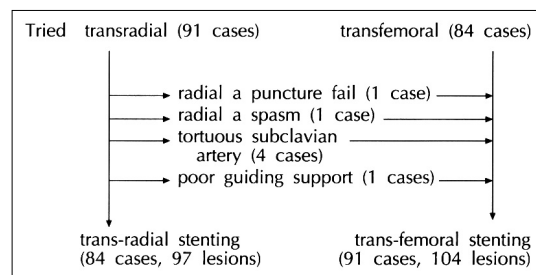 Tried transradial (91 cases) transfemoral (84 cases)
radial a puncture fail (1 case)
radial a spasm (1 case)
tortuous subclavian
artery (4 cases)
poor guiding support (1 cases)
trans-radial stenting trans-femoral stenting
(84 cases, 97 lesions) (91 cases, 104 lesions)